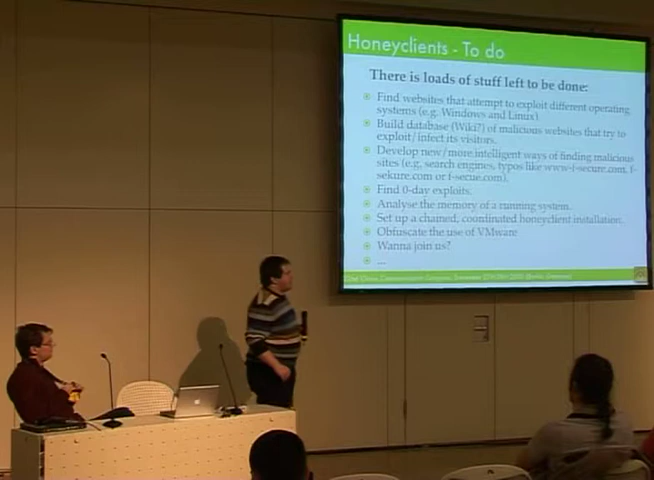 Honeyclients - To do
There is loads of stuff left to be done:
Find websites that attempt to exploit different operating
systems (e.g. Windows and Linux)
Build database (Wiki?) of malicious websites that try to
exploit/infect its visitors.
Develop new/more intelligent ways of finding malicious
sites (e.g. search engines, typos like www-f-secure.com, f-
sekure.com or f-secue.com).
Find 0-day exploits.
Analyse the memory of a running system.
Set up a chained, coordinated honeyclient installation.
Obfuscate the use of VMware
Wanna join us?
...